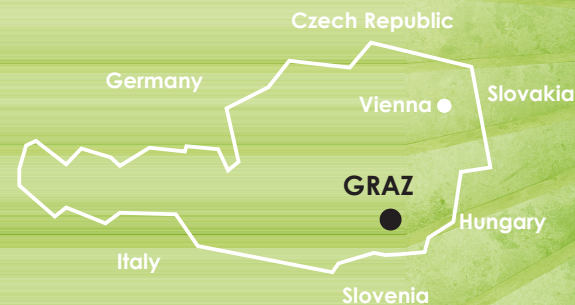 Czech Republic
Germany
Slovakia
Vienna
GRAZ
Hungary
Italy
Slovenia